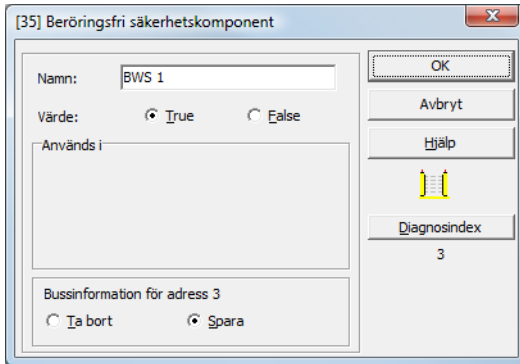 [35] Beröringsfri säkerhetskomponent
Namn: BWS 1
Värde: True False
Används i
Bussinformation för adress 3
Ta bort Spara
OK
Avbryt
Hjälp
Diagnosindex
3